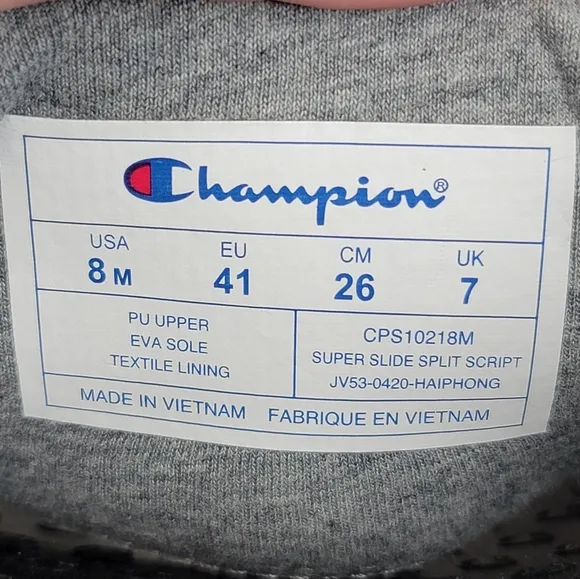 Champion®
USA EU CM UK
8 M 41 26 7
PU UPPER
EVA SOLE
TEXTILE LINING
CPS10218M
SUPER SLIDE SPLIT SCRIPT
JV53-0420-HAIPHONG
MADE IN VIETNAM FABRIQUE EN VIETNAM